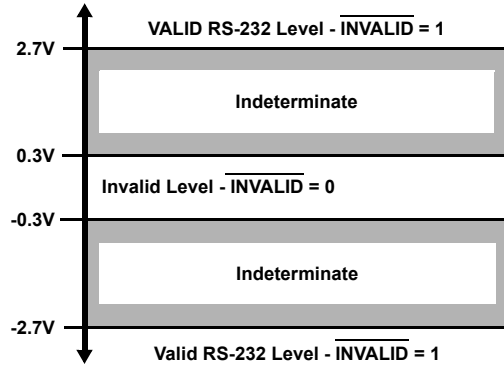 VALID RS-232 Level - INVALID = 1
2.7V
Indeterminate
0.3V
Invalid Level - INVALID = 0
-0.3V
Indeterminate
-2.7V
Valid RS-232 Level - INVALID = 1